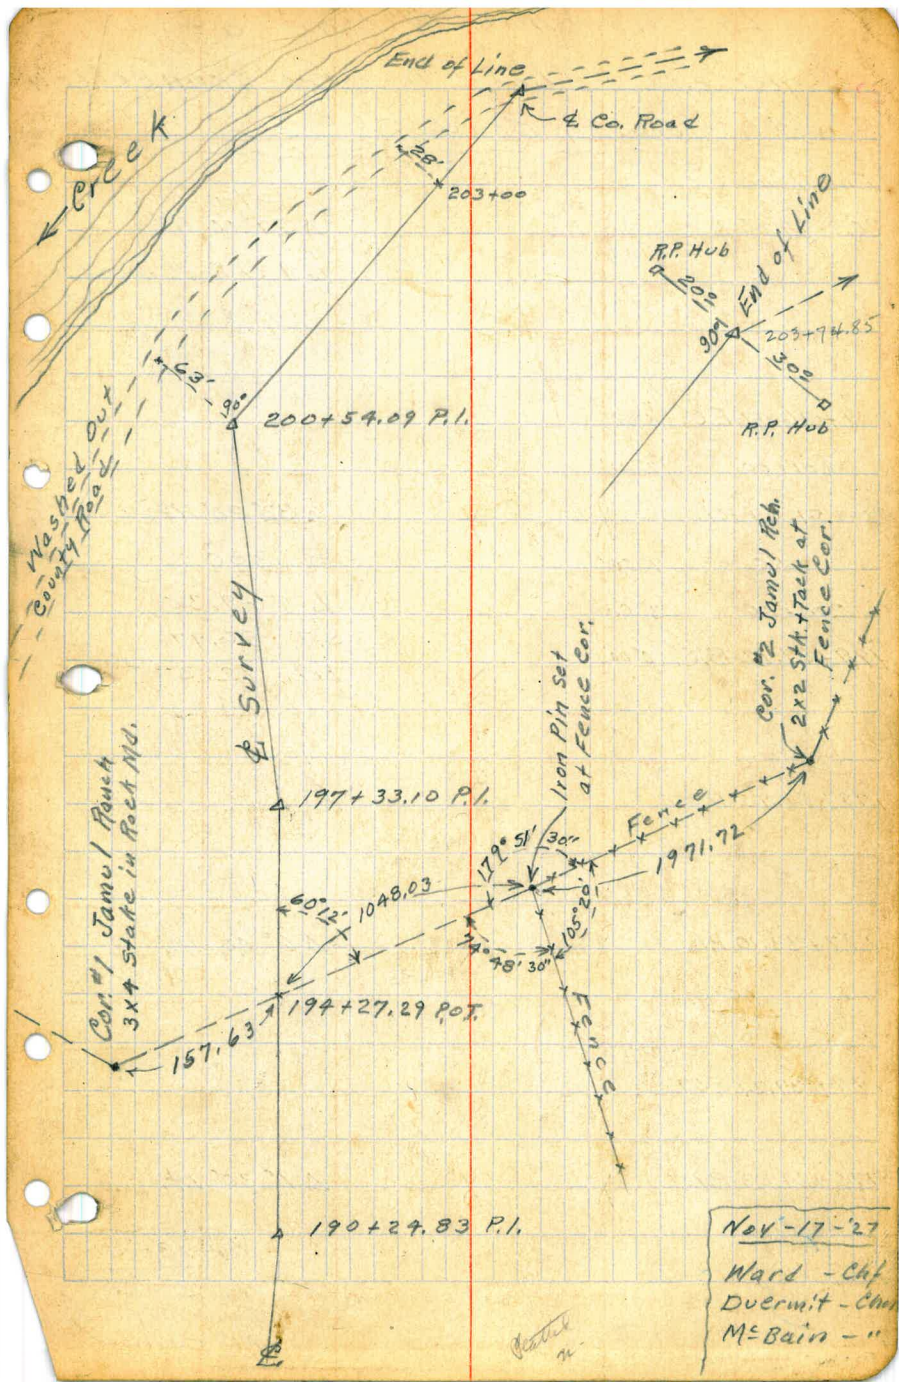 End of Line
℄ Co. Road
Creek
28'
203+00
R.P. Hub
20.00
90°
End of Line
203+74.85
30.00
R.P. Hub
63'
90°
200+54.09 P.I.
Washed Out
County Road
℄ Survey
Cor. #2 Jamul Rch.
2x2 Stk. + Tack at
Fence Cor.
Iron Pin Set
at Fence Cor.
Cor. #1 Jamul Ranch
3x4 Stake in Rock Md.
197+33.10 P.I.
Fence
179° 51' 30"
1971.72
60° 12'
1048.03
105° 20'
74° 48' 30"
194+27.29 P.O.T.
157.63
Fence
190+24.83 P.I.
Nov-17-'27
Ward - Chf
Duermit - Chn
McBain - "